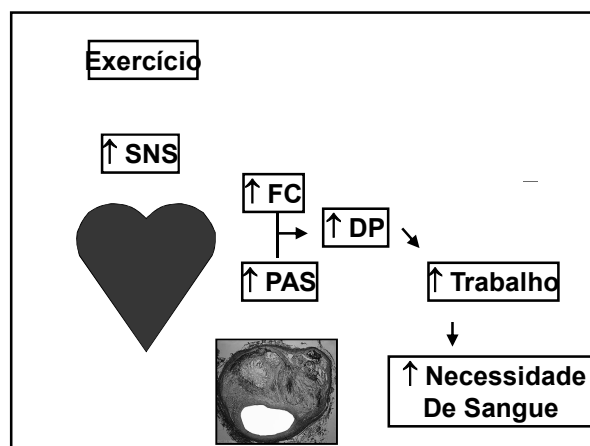 Exercício
↑ SNS
↑ FC
↑ DP
↑ PAS
↑ Trabalho
↑ Necessidade
De Sangue